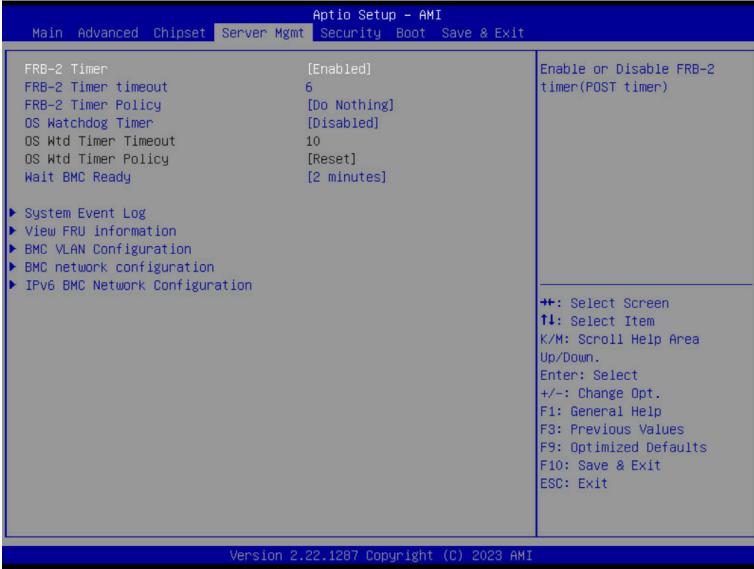 Aptio Setup - AMI
Main Advanced Chipset Server Mgmt Security Boot Save & Exit
FRB-2 Timer [Enabled]
FRB-2 Timer timeout 6
FRB-2 Timer Policy [Do Nothing]
OS Watchdog Timer [Disabled]
OS Wtd Timer Timeout 10
OS Wtd Timer Policy [Reset]
Wait BMC Ready [2 minutes]
System Event Log
View FRU information
BMC VLAN Configuration
BMC network configuration
IPv6 BMC Network Configuration
Enable or Disable FRB-2
timer(POST timer)
→←: Select Screen
↑↓: Select Item
K/M: Scroll Help Area
Up/Down.
Enter: Select
+/-: Change Opt.
F1: General Help
F3: Previous Values
F9: Optimized Defaults
F10: Save & Exit
ESC: Exit
Version 2.22.1287 Copyright (C) 2023 AMI